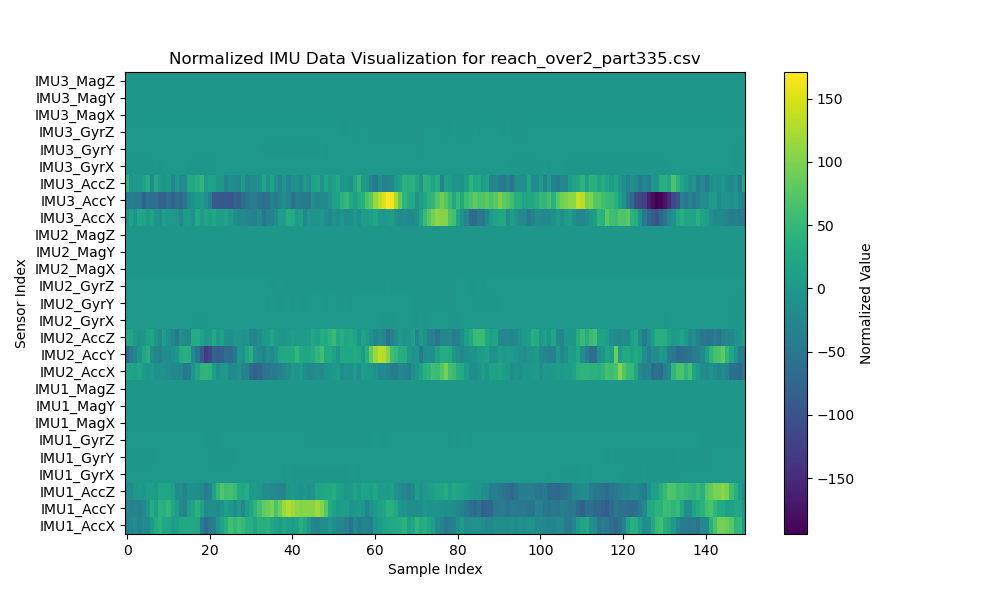 Normalized IMU Data Visualization for reach_over2_part335.csv
IMU3_MagZ
IMU3_MagY
IMU3_MagX
IMU3_GyrZ
IMU3_GyrY
IMU3_GyrX
IMU3_AccZ
IMU3_AccY
IMU3_AccX
IMU2_MagZ
IMU2_MagY
IMU2_MagX
IMU2_GyrZ
IMU2_GyrY
IMU2_GyrX
IMU2_AccZ
IMU2_AccY
IMU2_AccX
IMU1_MagZ
IMU1_MagY
IMU1_MagX
IMU1_GyrZ
IMU1_GyrY
IMU1_GyrX
IMU1_AccZ
IMU1_AccY
IMU1_AccX
Sensor Index
0 20 40 60 80 100 120 140
Sample Index
150
100
50
0
−50
−100
−150
Normalized Value